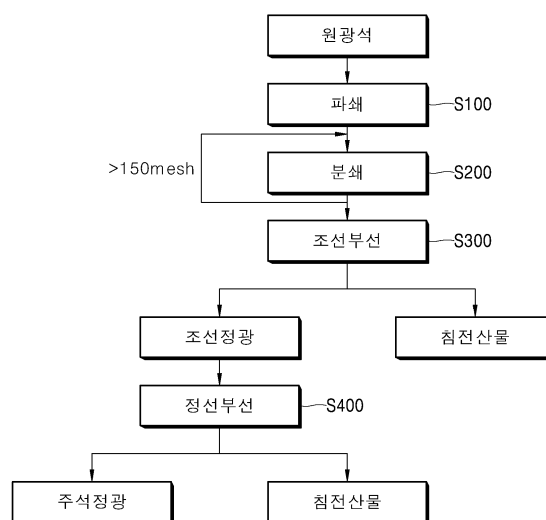 원광석
파쇄
S100
>150mesh
분쇄
S200
조선부선
S300
조선정광
침전산물
정선부선
S400
주석정광
침전산물